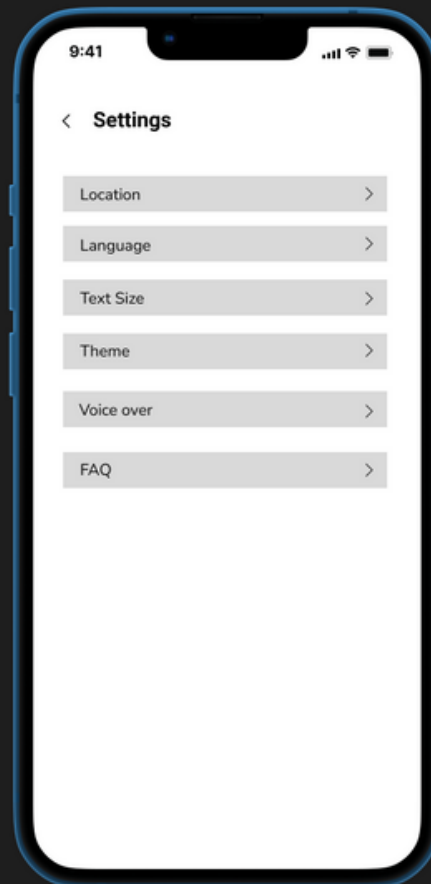 9:41
Settings
Location
Language
Text Size
Theme
Voice over
FAQ